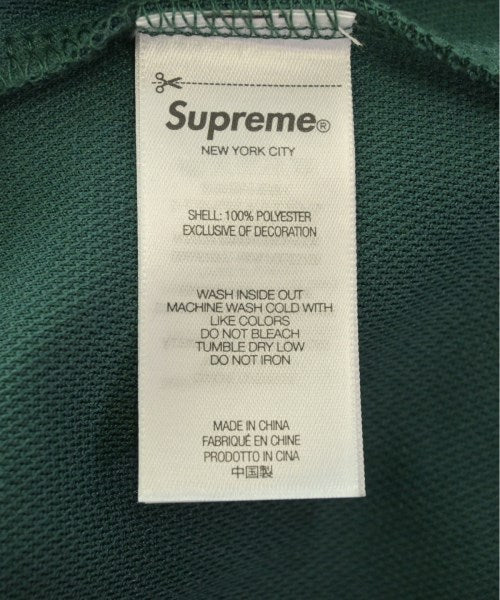 Supreme®
NEW YORK CITY
SHELL: 100% POLYESTER
EXCLUSIVE OF DECORATION
WASH INSIDE OUT
MACHINE WASH COLD WITH
LIKE COLORS
DO NOT BLEACH
TUMBLE DRY LOW
DO NOT IRON
MADE IN CHINA
FABRIQUÉ EN CHINE
PRODOTTO IN CINA
中国製